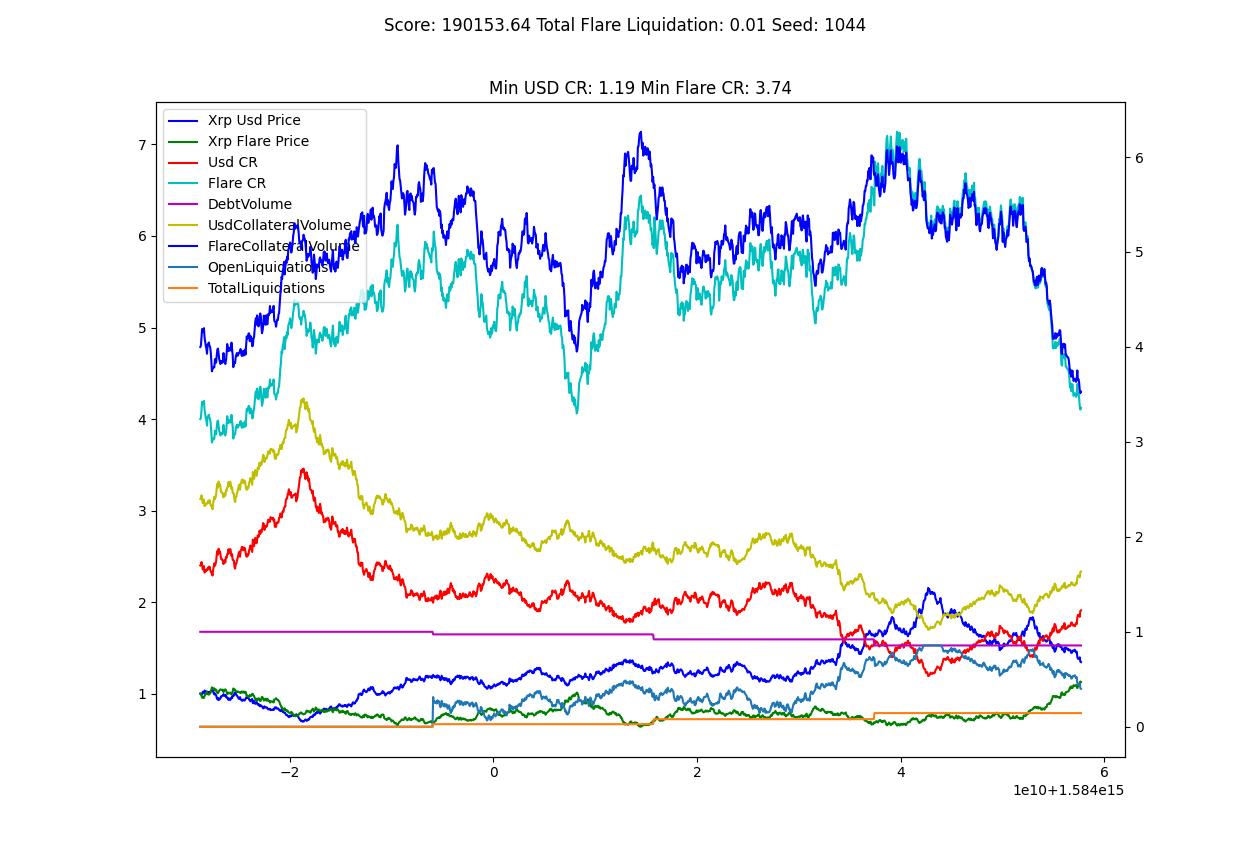 Score: 190153.64 Total Flare Liquidation: 0.01 Seed: 1044
Min USD CR: 1.19 Min Flare CR: 3.74
Xrp Usd Price
Xrp Flare Price
Usd CR
Flare CR
DebtVolume
UsdCollateralVolume
FlareCollateralVolume
OpenLiquidations
TotalLiquidations
7
6
5
4
3
2
1
6
5
4
3
2
1
0
−2
0
2
4
6
1e10+1.584e15